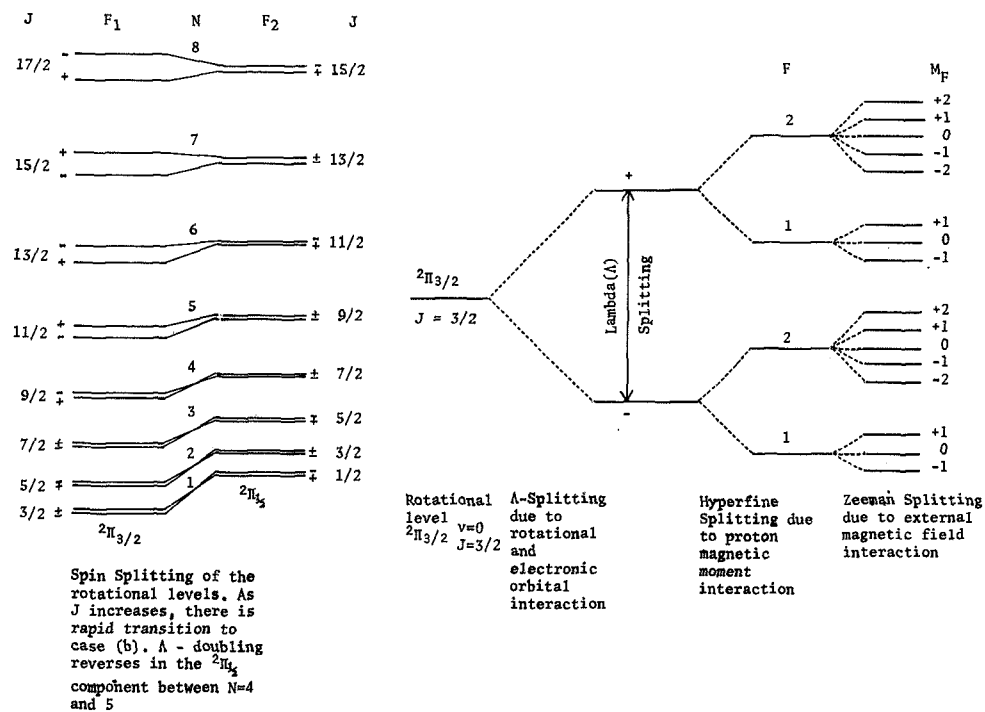 J F₁ N F₂ J
8
-
17/2 ∓ 15/2
+
7
+
15/2 ± 13/2
-
6
-
13/2 ∓ 11/2
+
5
+
11/2 ± 9/2
-
4
-
9/2 ± 7/2
+
3
7/2 ± ∓ 5/2
2
5/2 ∓ ± 3/2
1
3/2 ± ∓ 1/2
²Π₃/₂
²Π½
Spin Splitting of the
rotational levels. As
J increases, there is
rapid transition to
case (b). Λ - doubling
reverses in the ²Π½
component between N=4
and 5
²Π₃/₂
J = 3/2
+
Lambda(Λ)
Splitting
-
F
2
1
2
1
M_F
+2
+1
0
-1
-2
+1
0
-1
+2
+1
0
-1
-2
+1
0
-1
Rotational
level
²Π₃/₂ v=0
J=3/2
Λ-Splitting
due to
rotational
and
electronic
orbital
interaction
Hyperfine
Splitting due
to proton
magnetic
moment
interaction
Zeeman Splitting
due to external
magnetic field
interaction